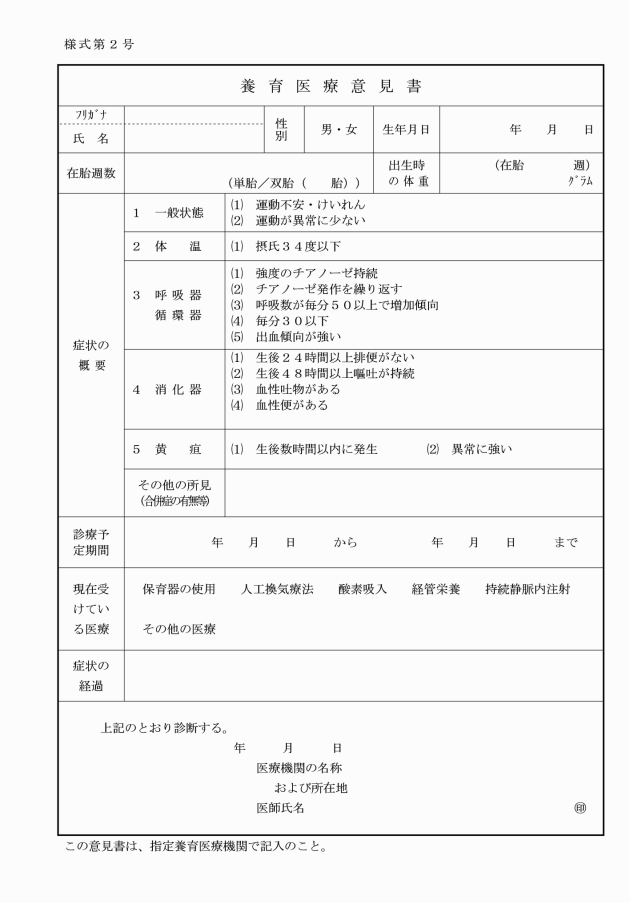 様式第２号
養育医療意見書
ﾌﾘｶﾞﾅ
氏　名
性別
男・女
生年月日
年　　月　　日
在胎週数
（単胎／双胎（　　胎））
出生時の体重
（在胎　　　　週）
ｸﾞﾗﾑ
症状の概要
１　一般状態
⑴　運動不安・けいれん
⑵　運動が異常に少ない
２　体　　温
⑴　摂氏３４度以下
３　呼吸器
循環器
⑴　強度のチアノーゼ持続
⑵　チアノーゼ発作を繰り返す
⑶　呼吸数が毎分５０以上で増加傾向
⑷　毎分３０以下
⑸　出血傾向が強い
４　消化器
⑴　生後２４時間以上排便がない
⑵　生後４８時間以上嘔吐が持続
⑶　血性吐物がある
⑷　血性便がある
５　黄　疸
⑴　生後数時間以内に発生　　　　⑵　異常に強い
その他の所見
（合併症の有無等）
診療予定期間
年　　月　　日　　　から　　　　　　年　　月　　日　　　まで
現在受けている医療
保育器の使用　　人工換気療法　　酸素吸入　　経管栄養　　持続静脈内注射
その他の医療
症状の経過
上記のとおり診断する。
年　　　月　　　日
医療機関の名称
および所在地
医師氏名　　　　　　　　　　　　　　　　　　　　　　㊞
この意見書は、指定養育医療機関で記入のこと。